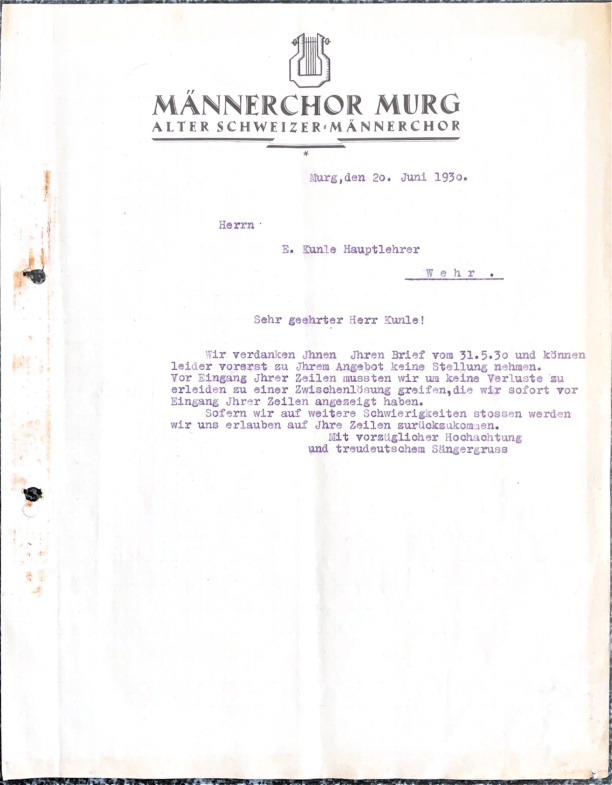 MÄNNERCHOR MURG
ALTER SCHWEIZER-MÄNNERCHOR
Murg,den 20. Juni 1930.
Herrn
E. Kunle Hauptlehrer
W e h r .
Sehr geehrter Herr Kunle!
Wir verdanken Jhnen Jhren Brief vom 31.5.30 und können
leider vorerst zu Jhrem Angebot keine Stellung nehmen.
Vor Eingang Jhrer Zeilen mussten wir um keine Verluste zu
erleiden zu einer Zwischenlösung greifen,die wir sofort vor
Eingang Jhrer Zeilen angezeigt haben.
Sofern wir auf weitere Schwierigkeiten stossen werden
wir uns erlauben auf Jhre Zeilen zurückzukommen.
Mit vorzüglicher Hochachtung
und treudeutschem Sängergruss